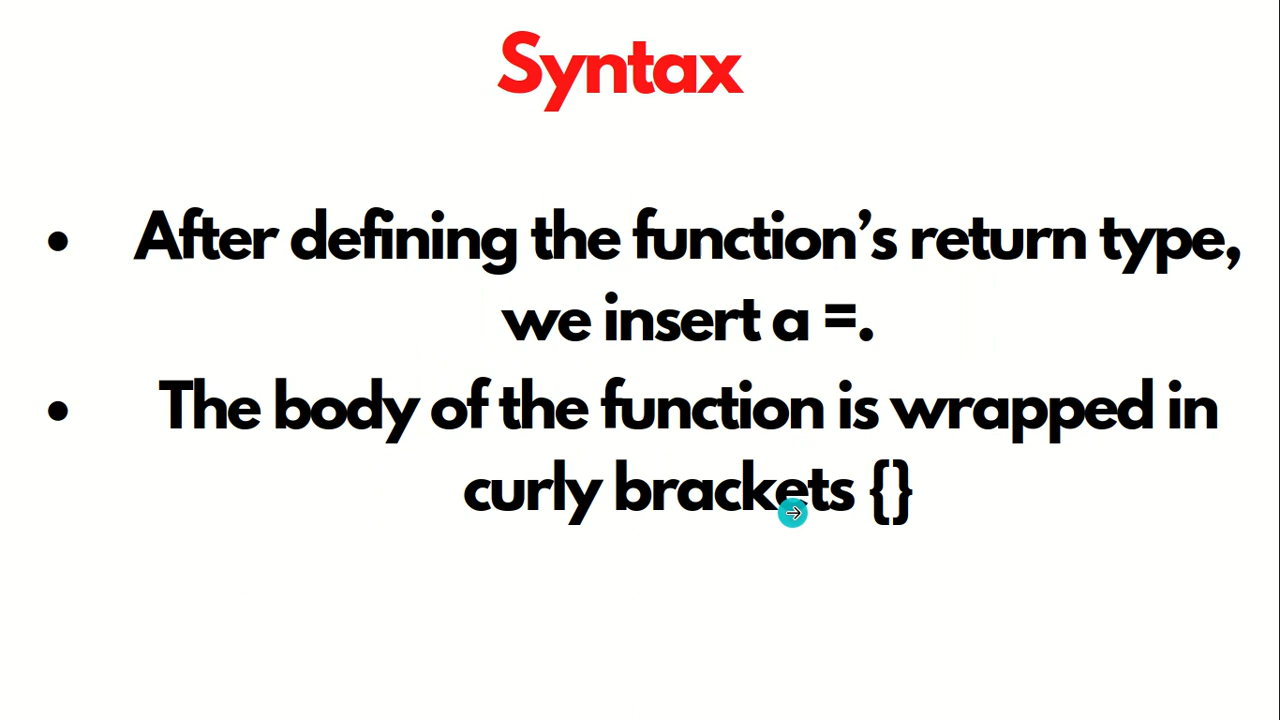 Syntax
• After defining the function’s return type,
we insert a =.
• The body of the function is wrapped in
curly brackets {}